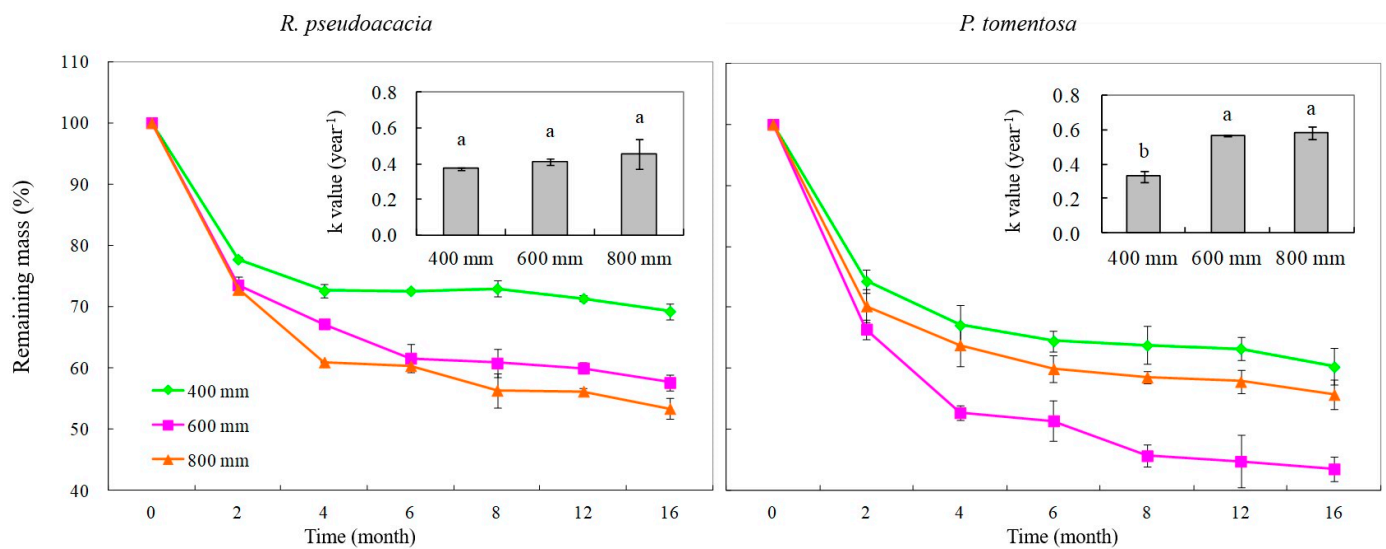 R. pseudoacacia
P. tomentosa
Remaining mass (%)
110
100
90
80
70
60
50
40
0 2 4 6 8 12 16
Time (month)
400 mm
600 mm
800 mm
k value (year-1)
0.8
0.6
0.4
0.2
0.0
a a a
400 mm 600 mm 800 mm
0 2 4 6 8 12 16
Time (month)
k value (year-1)
0.8
0.6
0.4
0.2
0.0
b a a
400 mm 600 mm 800 mm